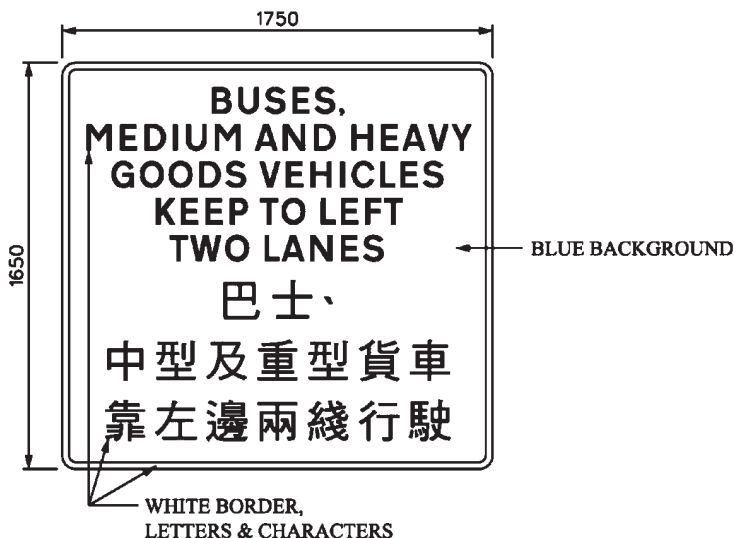 1750
1650
BUSES,
MEDIUM AND HEAVY
GOODS VEHICLES
KEEP TO LEFT
TWO LANES
巴士、
中型及重型貨車
靠左邊兩綫行駛
BLUE BACKGROUND
WHITE BORDER,
LETTERS & CHARACTERS